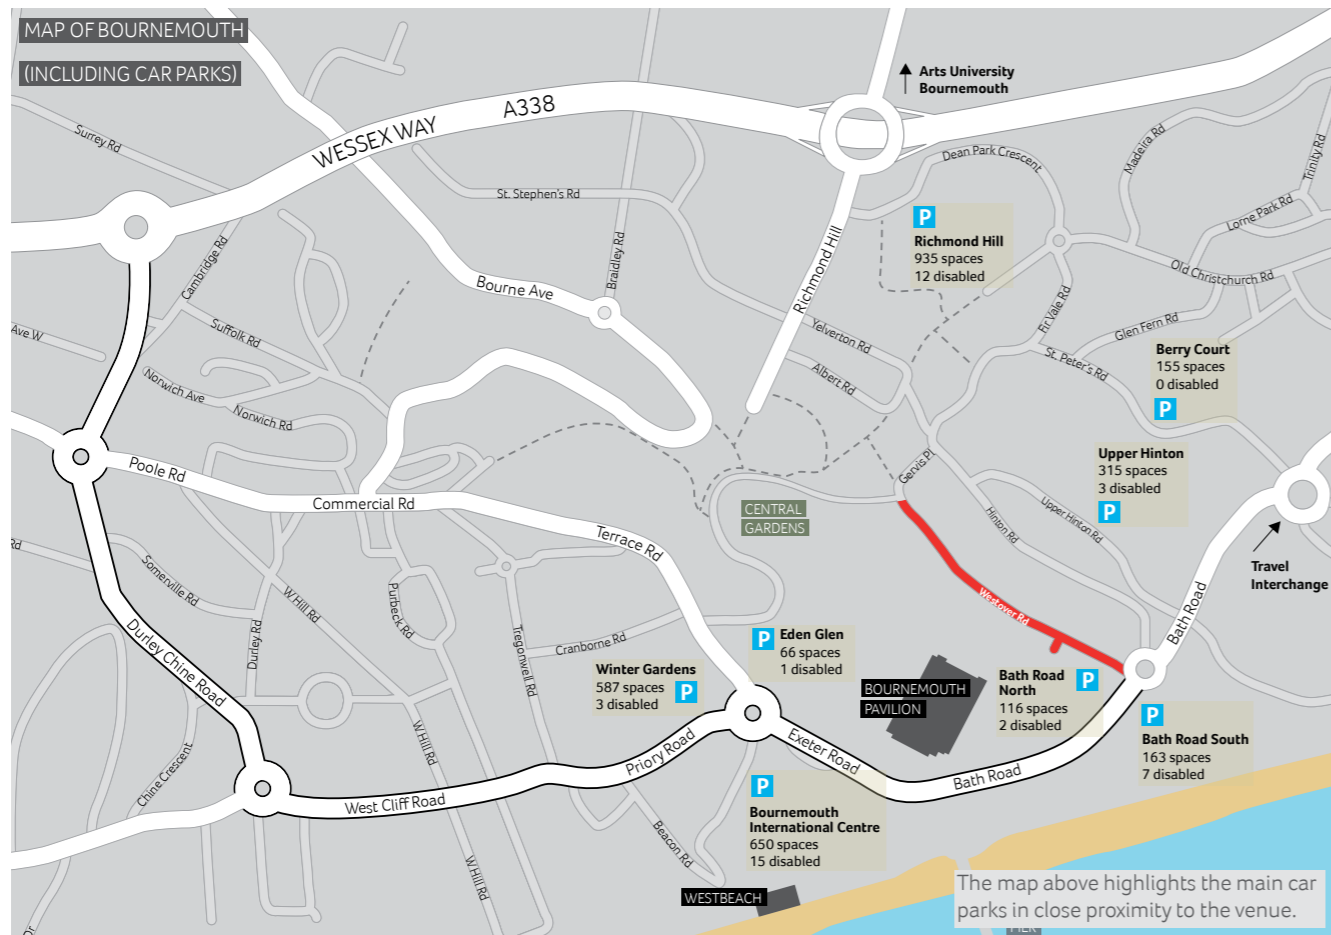 MAP OF BOURNEMOUTH
(INCLUDING CAR PARKS)
Arts University
Bournemouth
A338
WESSEX WAY
Surrey Rd
St. Stephen's Rd
Dean Park Crescent
Madeira Rd
Trinity Rd
Lorne Park Rd
Old Christchurch Rd
Cambridge Rd
Braidley Rd
Bourne Ave
Richmond Hill
P
Richmond Hill
935 spaces
12 disabled
Ave W
Suffolk Rd
Yelverton Rd
Albert Rd
Fir Vale Rd
Glen Fern Rd
St. Peter's Rd
Berry Court
155 spaces
0 disabled
P
Norwich Ave
Norwich Rd
Poole Rd
Commercial Rd
Terrace Rd
CENTRAL
GARDENS
Gervis Pl
Hinton Rd
Upper Hinton Rd
Upper Hinton
315 spaces
3 disabled
P
Travel
Interchange
Rd
Somerville Rd
W.Hill Rd
Durley Rd
Purbeck Rd
Tregonwell Rd
Cranborne Rd
Westover Rd
Bath Road
Durley Chine Road
Winter Gardens
587 spaces
3 disabled
P
P
Eden Glen
66 spaces
1 disabled
BOURNEMOUTH
PAVILION
Bath Road
North
116 spaces
2 disabled
P
P
Bath Road South
163 spaces
7 disabled
Chine Crescent
W.Hill Rd
West Cliff Road
Priory Road
Exeter Road
Bath Road
P
Bournemouth
International Centre
650 spaces
15 disabled
Beacon Rd
W.Hill Rd
WESTBEACH
The map above highlights the main car
parks in close proximity to the venue.
PIER
Dr